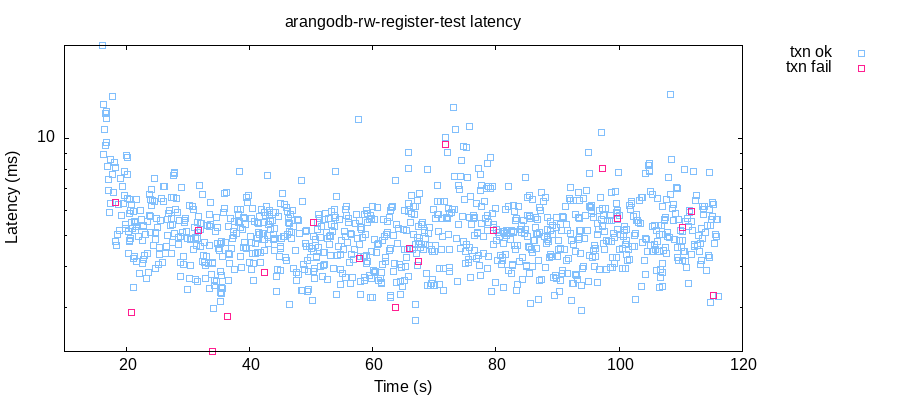 arangodb-rw-register-test latency
txn ok
txn fail
10
Latency (ms)
20 40 60 80 100 120
Time (s)